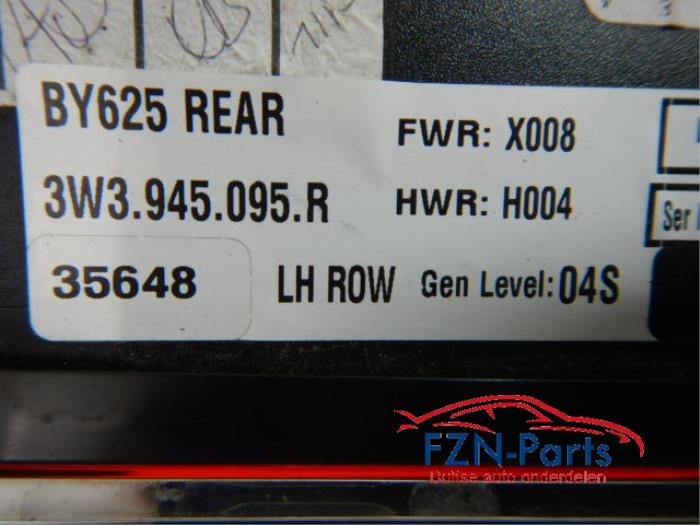 BY625 REAR
FWR: X008
3W3.945.095.R
HWR: H004
Ser
35648
LH ROW
Gen Level: 04S
FZN-Parts
Duitse auto onderdelen